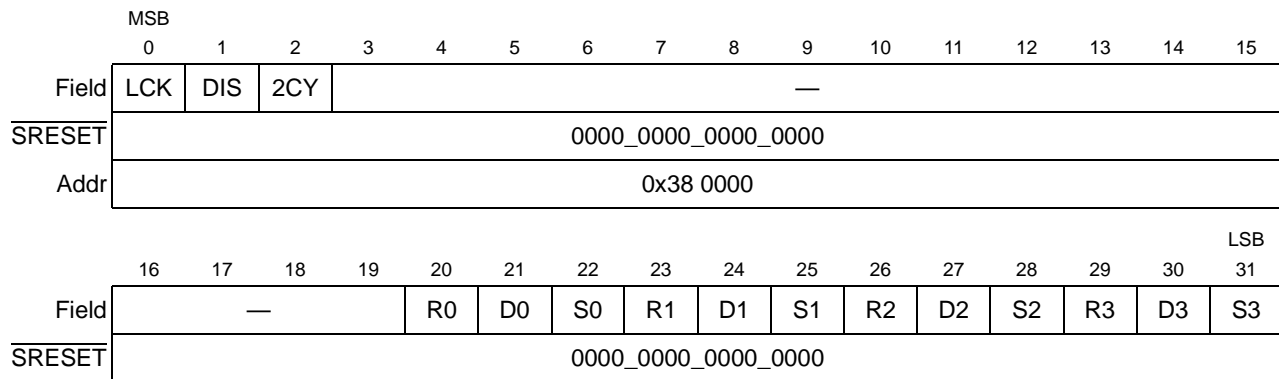 MSB
0 1 2 3 4 5 6 7 8 9 10 11 12 13 14 15
Field LCK DIS 2CY —
SRESET 0000_0000_0000_0000
Addr 0x38 0000
LSB
16 17 18 19 20 21 22 23 24 25 26 27 28 29 30 31
Field — R0 D0 S0 R1 D1 S1 R2 D2 S2 R3 D3 S3
SRESET 0000_0000_0000_0000